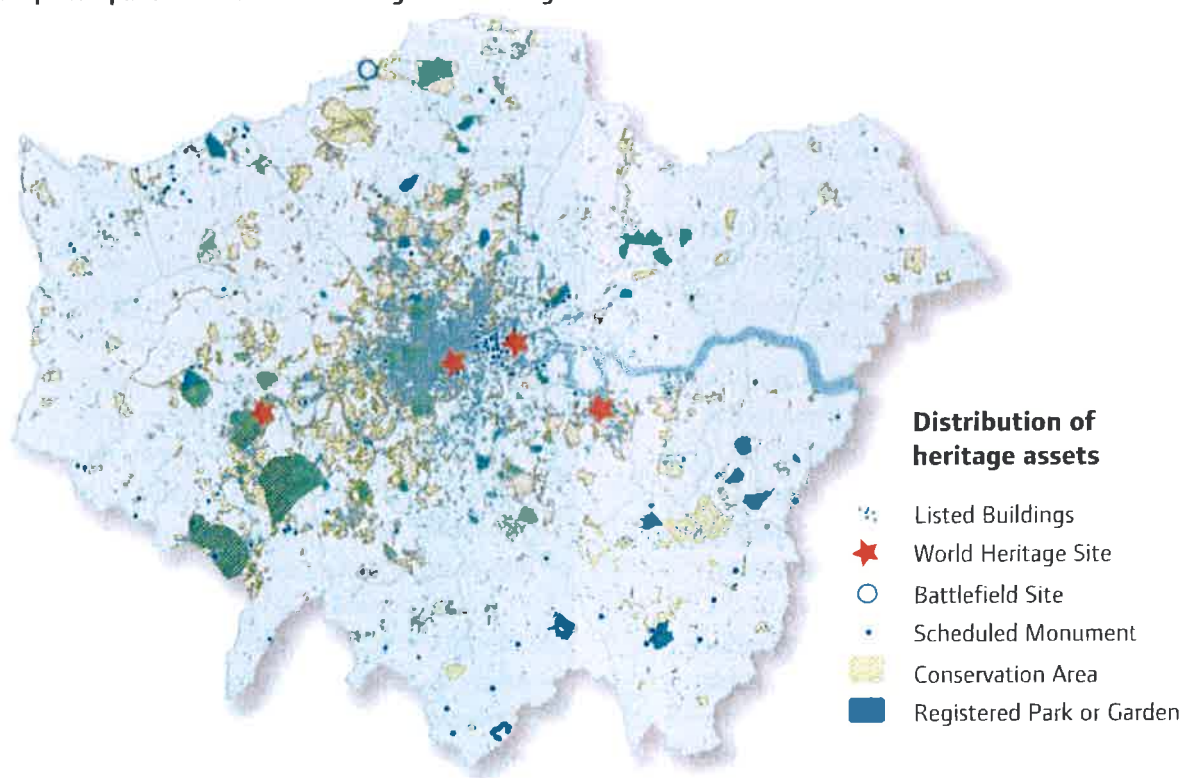 Distribution of
heritage assets
Listed Buildings
World Heritage Site
Battlefield Site
Scheduled Monument
Conservation Area
Registered Park or Garden